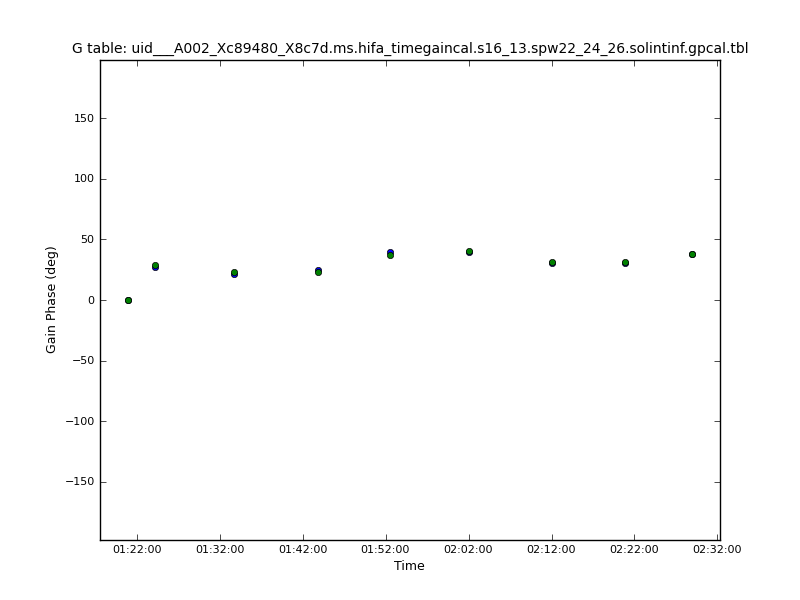 G table: uid___A002_Xc89480_X8c7d.ms.hifa_timegaincal.s16_13.spw22_24_26.solintinf.gpcal.tbl
150
100
50
0
−50
−100
−150
Gain Phase (deg)
01:22:00 01:32:00 01:42:00 01:52:00 02:02:00 02:12:00 02:22:00 02:32:00
Time